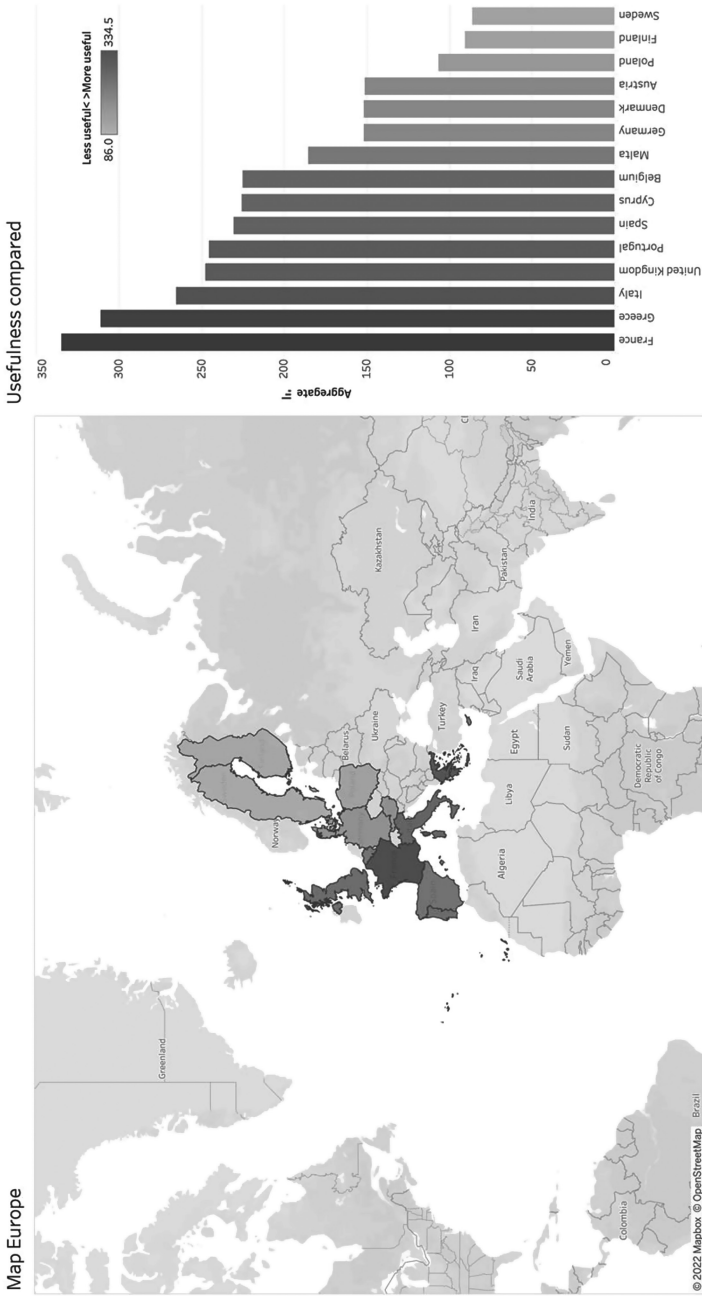 Map Europe
Greenland
Norway
Belarus
Ukraine
Kazakhstan
Turkey
Iraq
Iran
Pakistan
India
Saudi
Arabia
Yemen
Egypt
Libya
Algeria
Sudan
Democratic
Republic
of Congo
Colombia
Brazil
© 2022 Mapbox © OpenStreetMap
Usefulness compared
Less useful< >More useful
86.0
334.5
Aggregate
350
300
250
200
150
100
50
0
France
Greece
Italy
United Kingdom
Portugal
Spain
Cyprus
Belgium
Malta
Germany
Denmark
Austria
Poland
Finland
Sweden